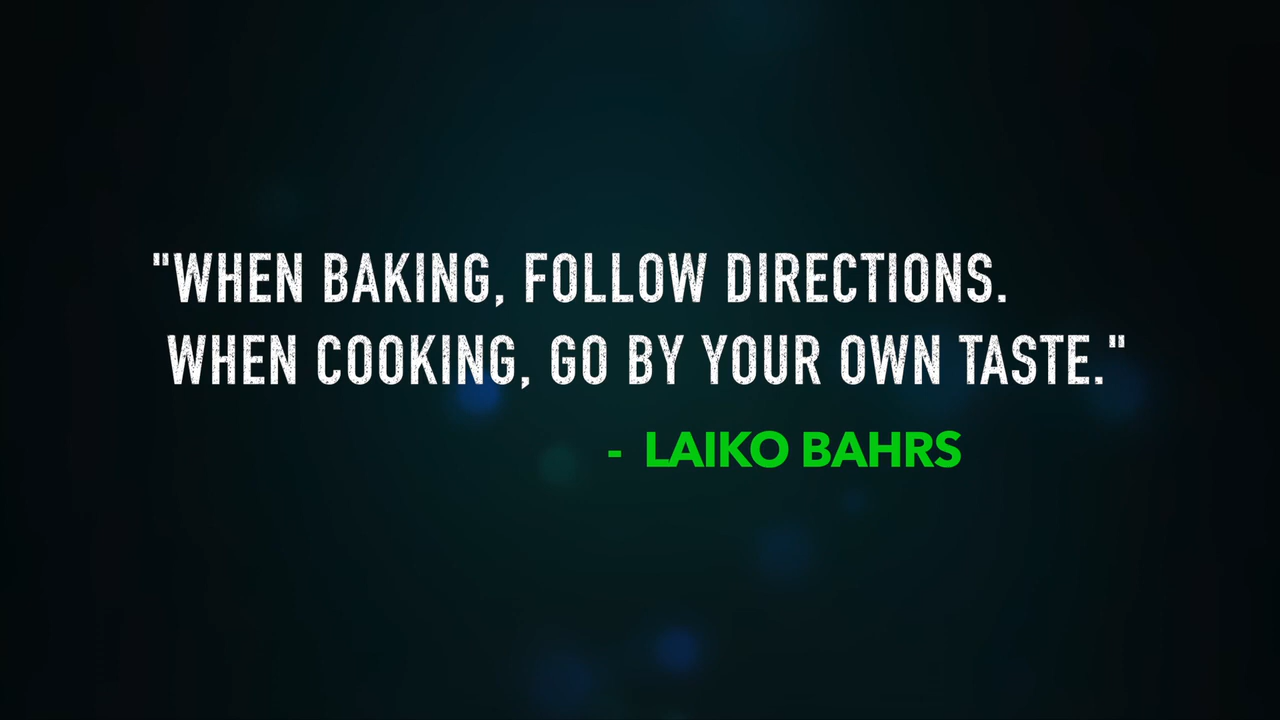 "WHEN BAKING, FOLLOW DIRECTIONS.
WHEN COOKING, GO BY YOUR OWN TASTE."
- LAIKO BAHRS